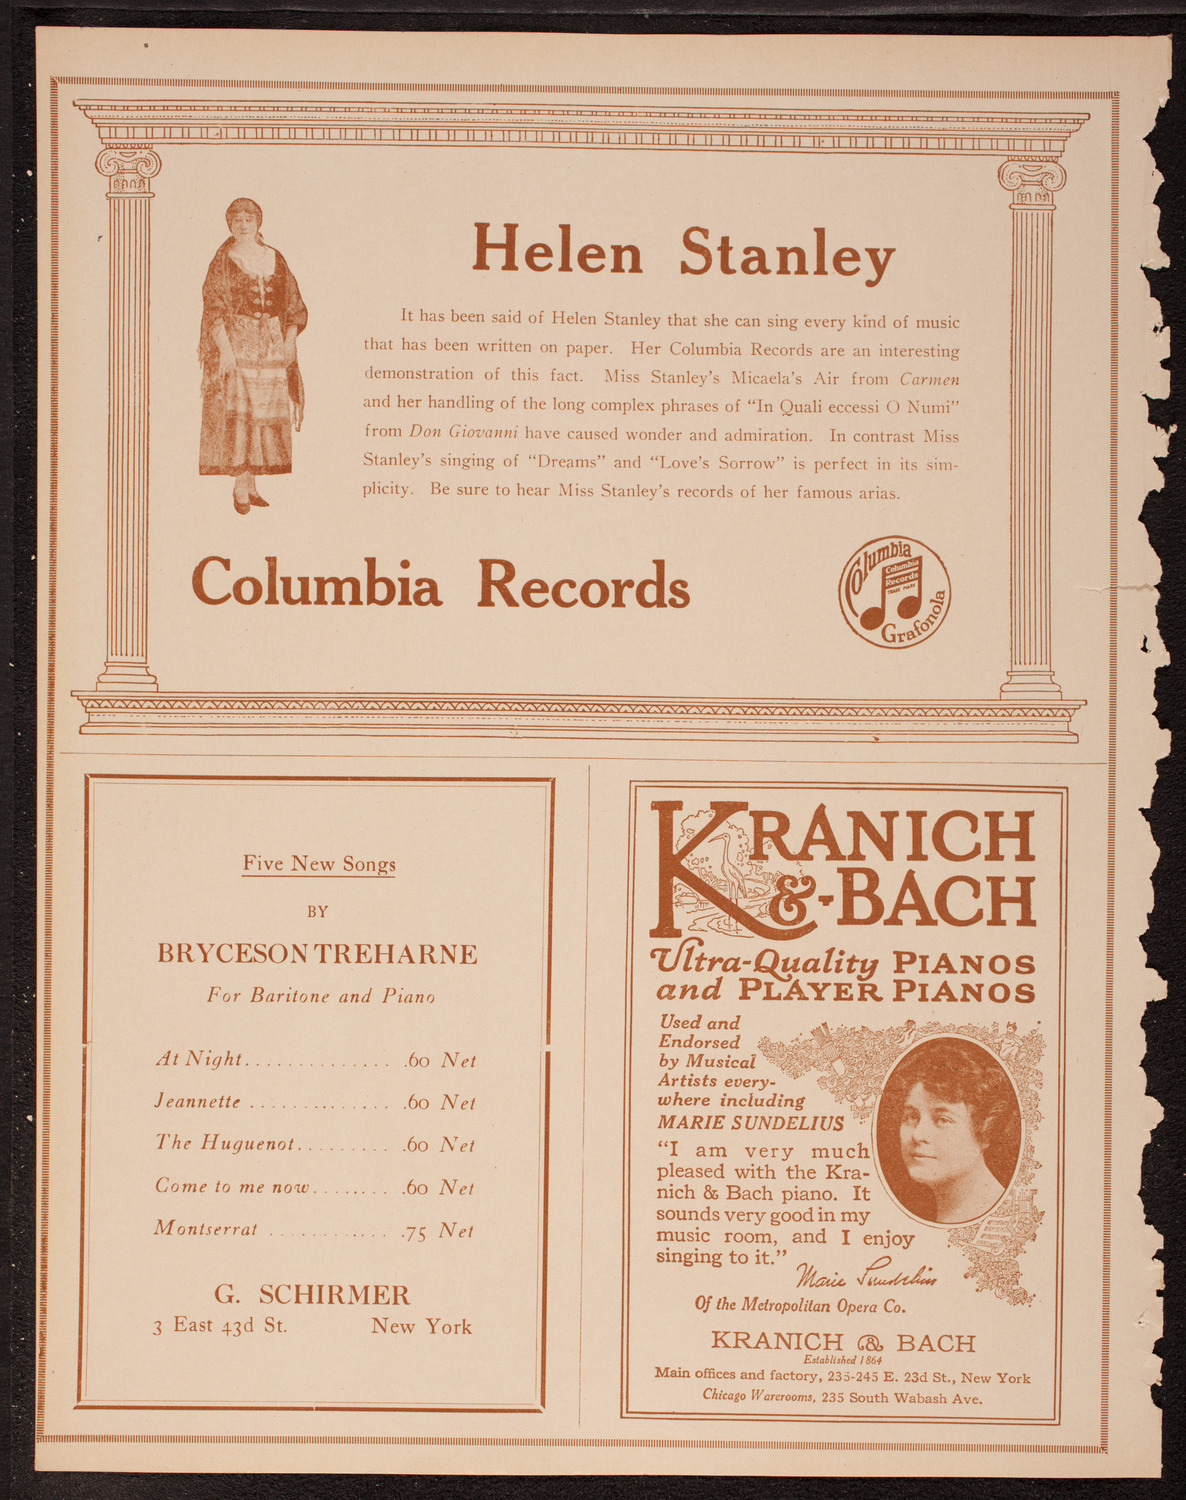 Helen Stanley
It has been said of Helen Stanley that she can sing every kind of music
that has been written on paper. Her Columbia Records are an interesting
demonstration of this fact. Miss Stanley's Micaela's Air from Carmen
and her handling of the long complex phrases of "In Quali eccessi O Numi"
from Don Giovanni have caused wonder and admiration. In contrast Miss
Stanley's singing of "Dreams" and "Love's Sorrow" is perfect in its sim-
plicity. Be sure to hear Miss Stanley's records of her famous arias.
Columbia Records
Columbia
Columbia
Records
TRADE MARK
Grafonola
Five New Songs
BY
BRYCESON TREHARNE
For Baritone and Piano
At Night.............. .60 Net
Jeannette .............. .60 Net
The Huguenot.......... .60 Net
Come to me now........ .60 Net
Montserrat ............ .75 Net
G. SCHIRMER
3 East 43d St. New York
KRANICH
&-BACH
Ultra-Quality PIANOS
and PLAYER PIANOS
Used and
Endorsed
by Musical
Artists every-
where including
MARIE SUNDELIUS
"I am very much
pleased with the Kra-
nich & Bach piano. It
sounds very good in my
music room, and I enjoy
singing to it."
Marie Sundelius
Of the Metropolitan Opera Co.
KRANICH & BACH
Established 1864
Main offices and factory, 235-245 E. 23d St., New York
Chicago Warerooms, 235 South Wabash Ave.